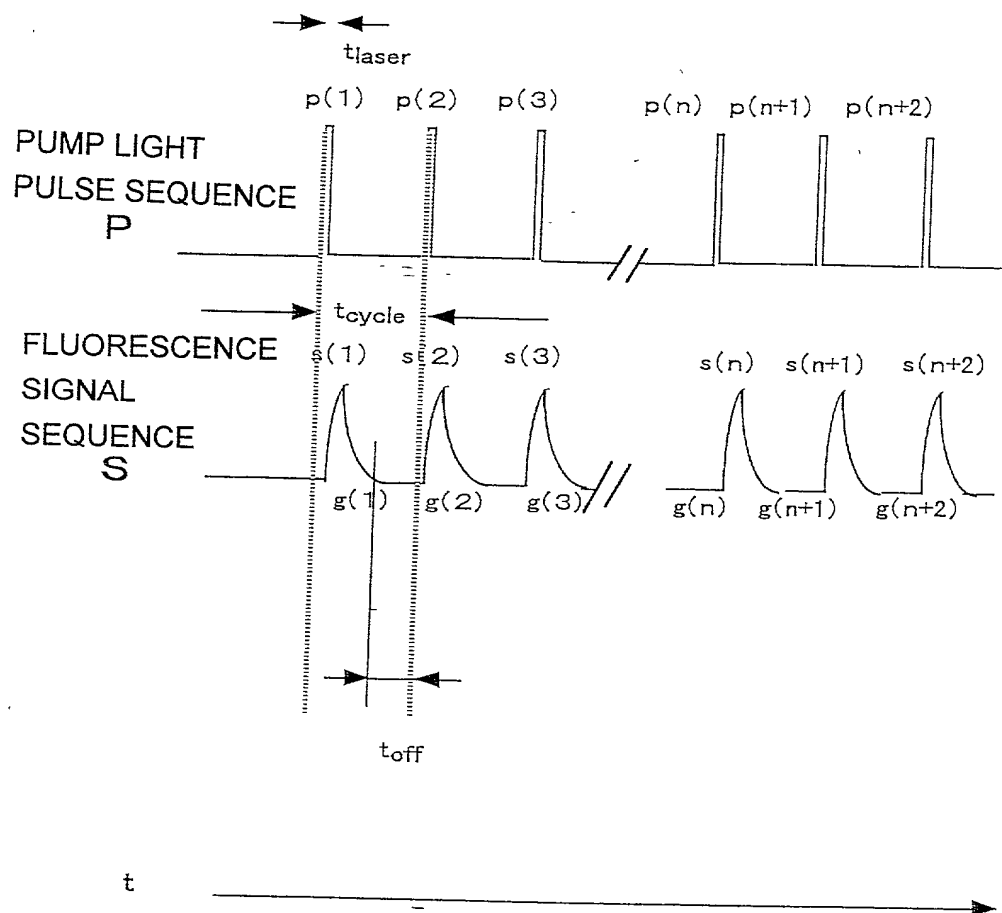 tlaser
p(1) p(2) p(3) p(n) p(n+1) p(n+2)
PUMP LIGHT
PULSE SEQUENCE
P
tcycle
FLUORESCENCE
SIGNAL
SEQUENCE
S
s(1) s(2) s(3) s(n) s(n+1) s(n+2)
g(1) g(2) g(3) g(n) g(n+1) g(n+2)
toff
t